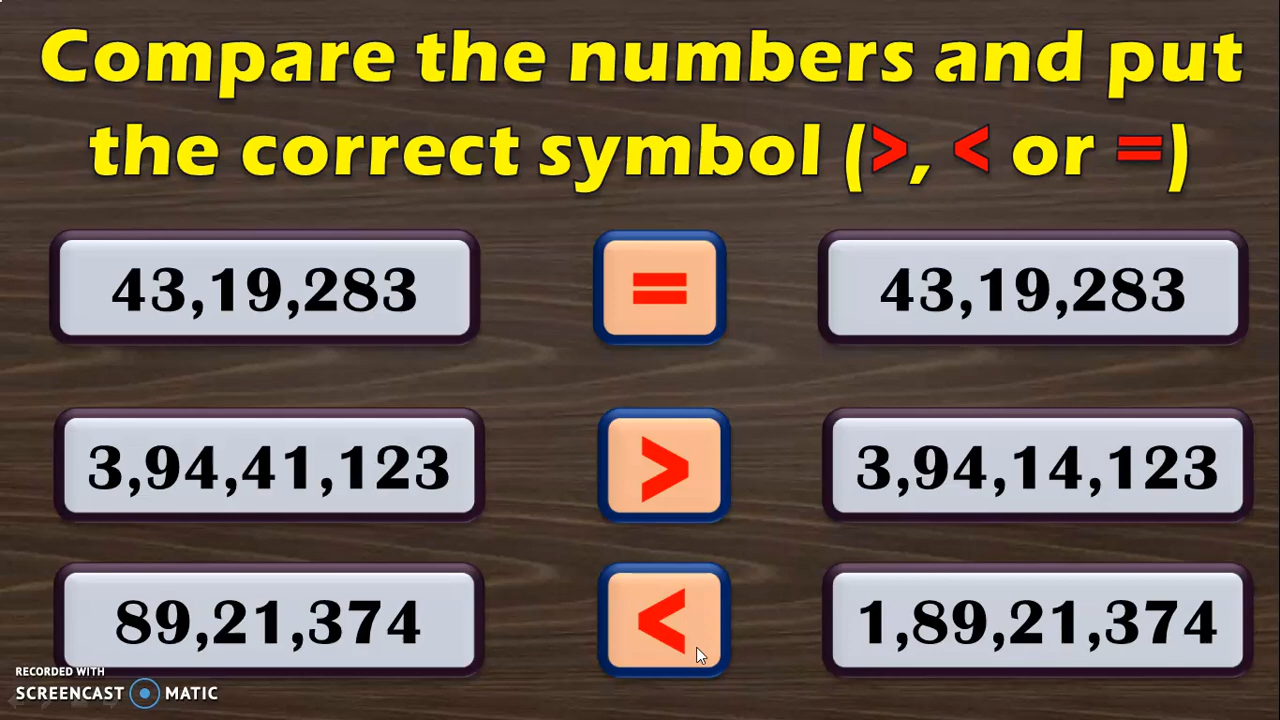 Compare the numbers and put
the correct symbol (>, < or =)
43,19,283 = 43,19,283
3,94,41,123 > 3,94,14,123
89,21,374 < 1,89,21,374
RECORDED WITH
SCREENCAST MATIC